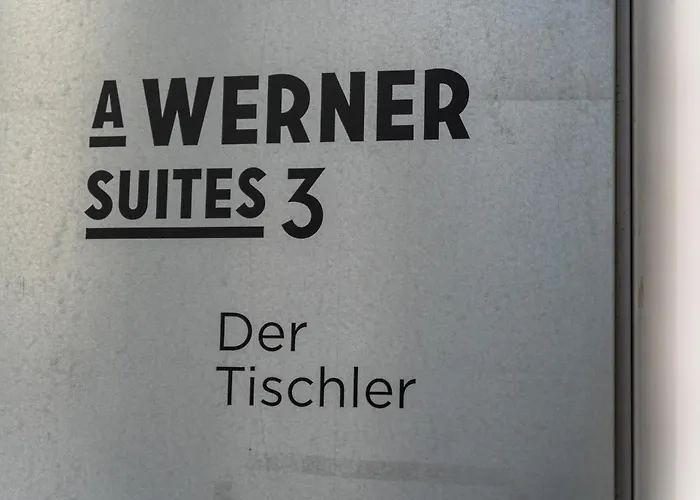 A WERNER
SUITES 3
Der
Tischler